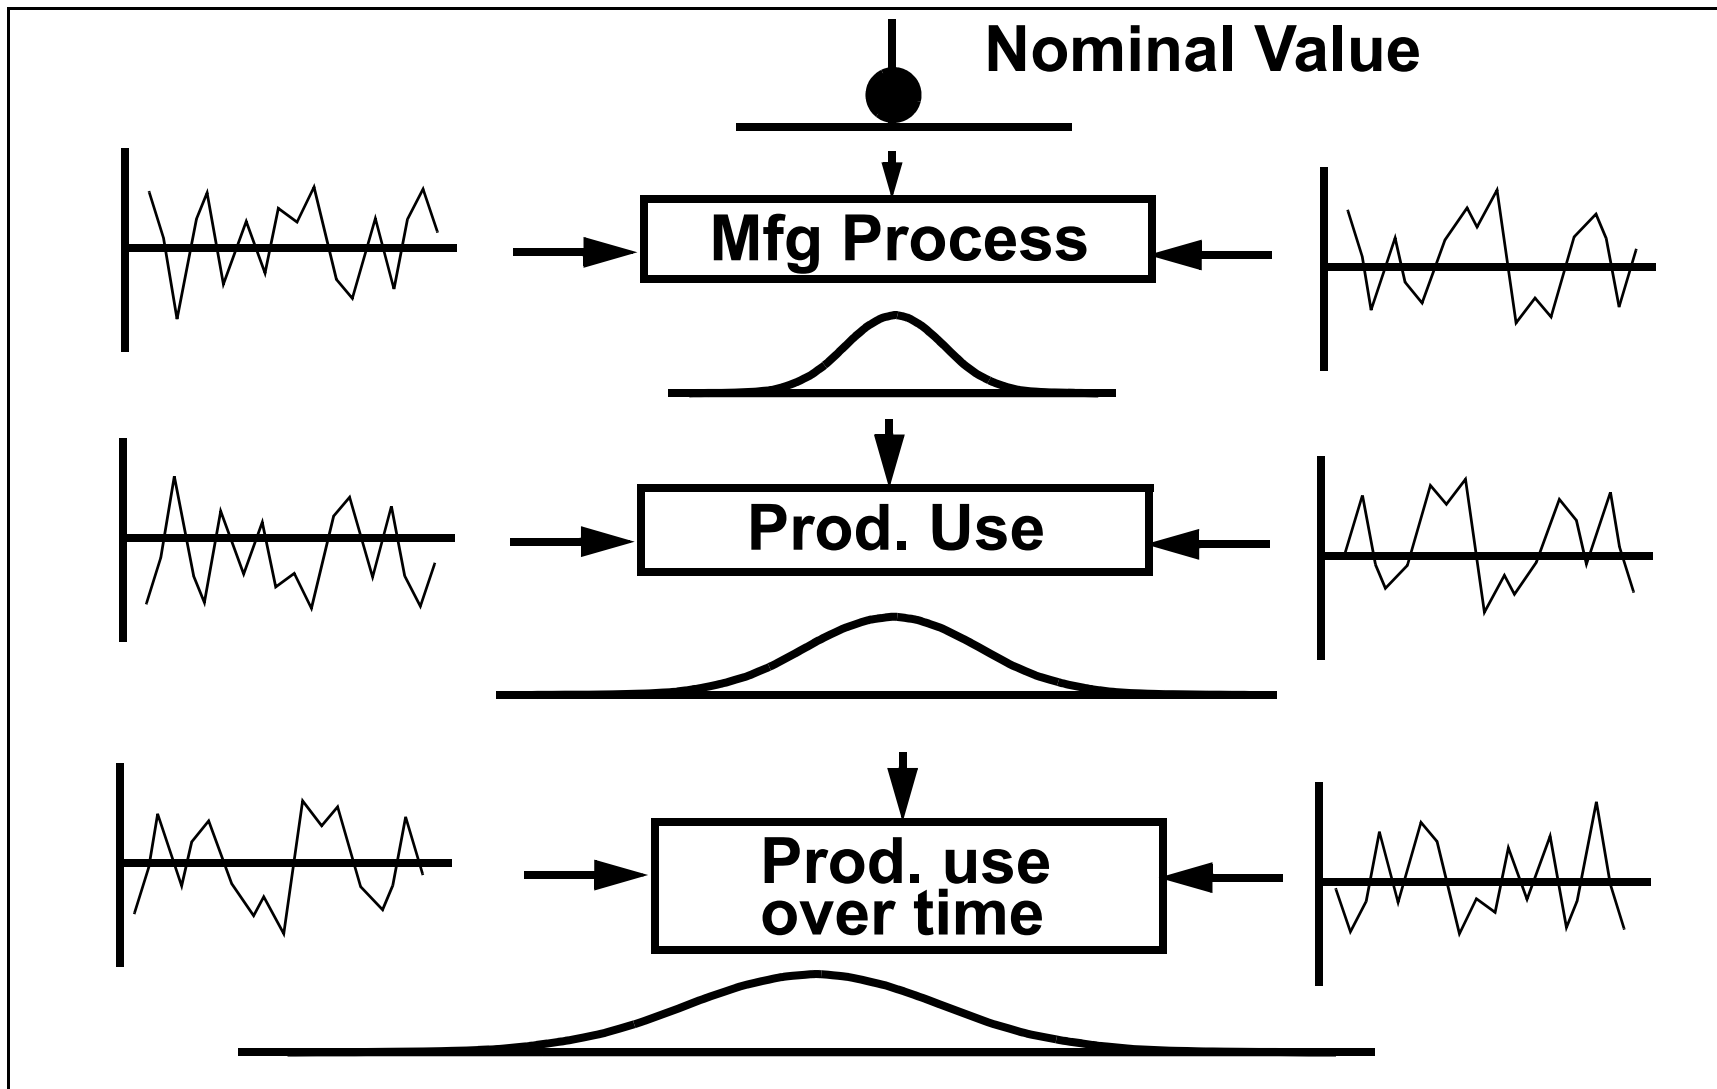 Nominal Value
Mfg Process
Prod. Use
Prod. use
over time